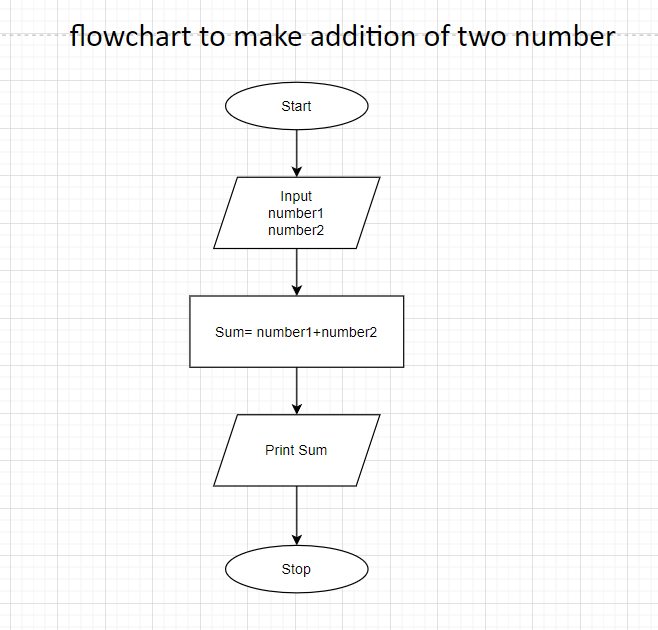 flowchart to make addition of two number
Start
Input
number1
number2
Sum= number1+number2
Print Sum
Stop